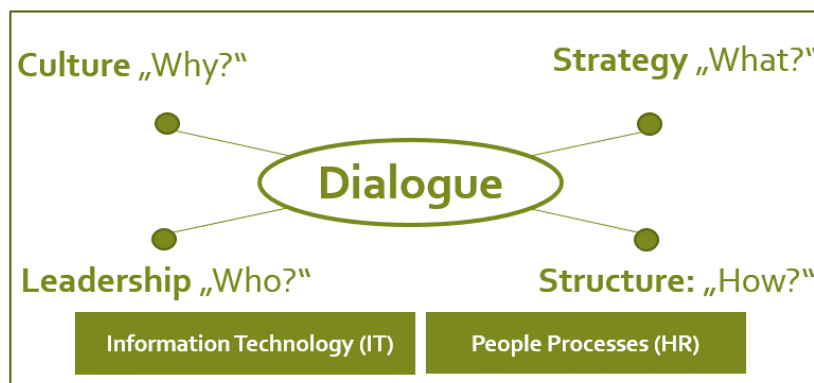 Culture „Why?“
Strategy „What?“
Dialogue
Leadership „Who?“
Structure: „How?“
Information Technology (IT)
People Processes (HR)